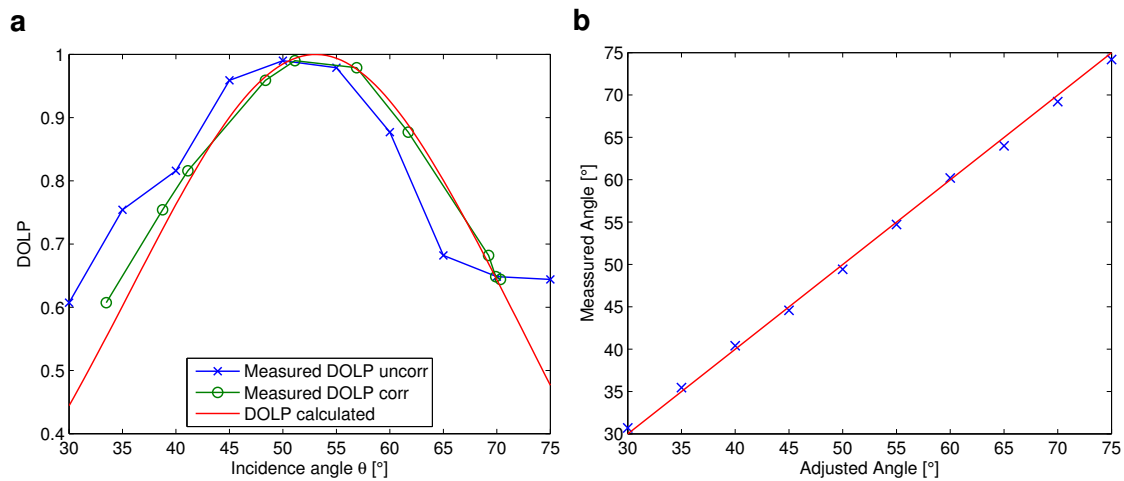 a
1
0.9
0.8
0.7
0.6
0.5
0.4
DOLP
30 35 40 45 50 55 60 65 70 75
Incidence angle θ [°]
Measured DOLP uncorr
Measured DOLP corr
DOLP calculated
b
75
70
65
60
55
50
45
40
35
30
Meassured Angle [°]
30 35 40 45 50 55 60 65 70 75
Adjusted Angle [°]